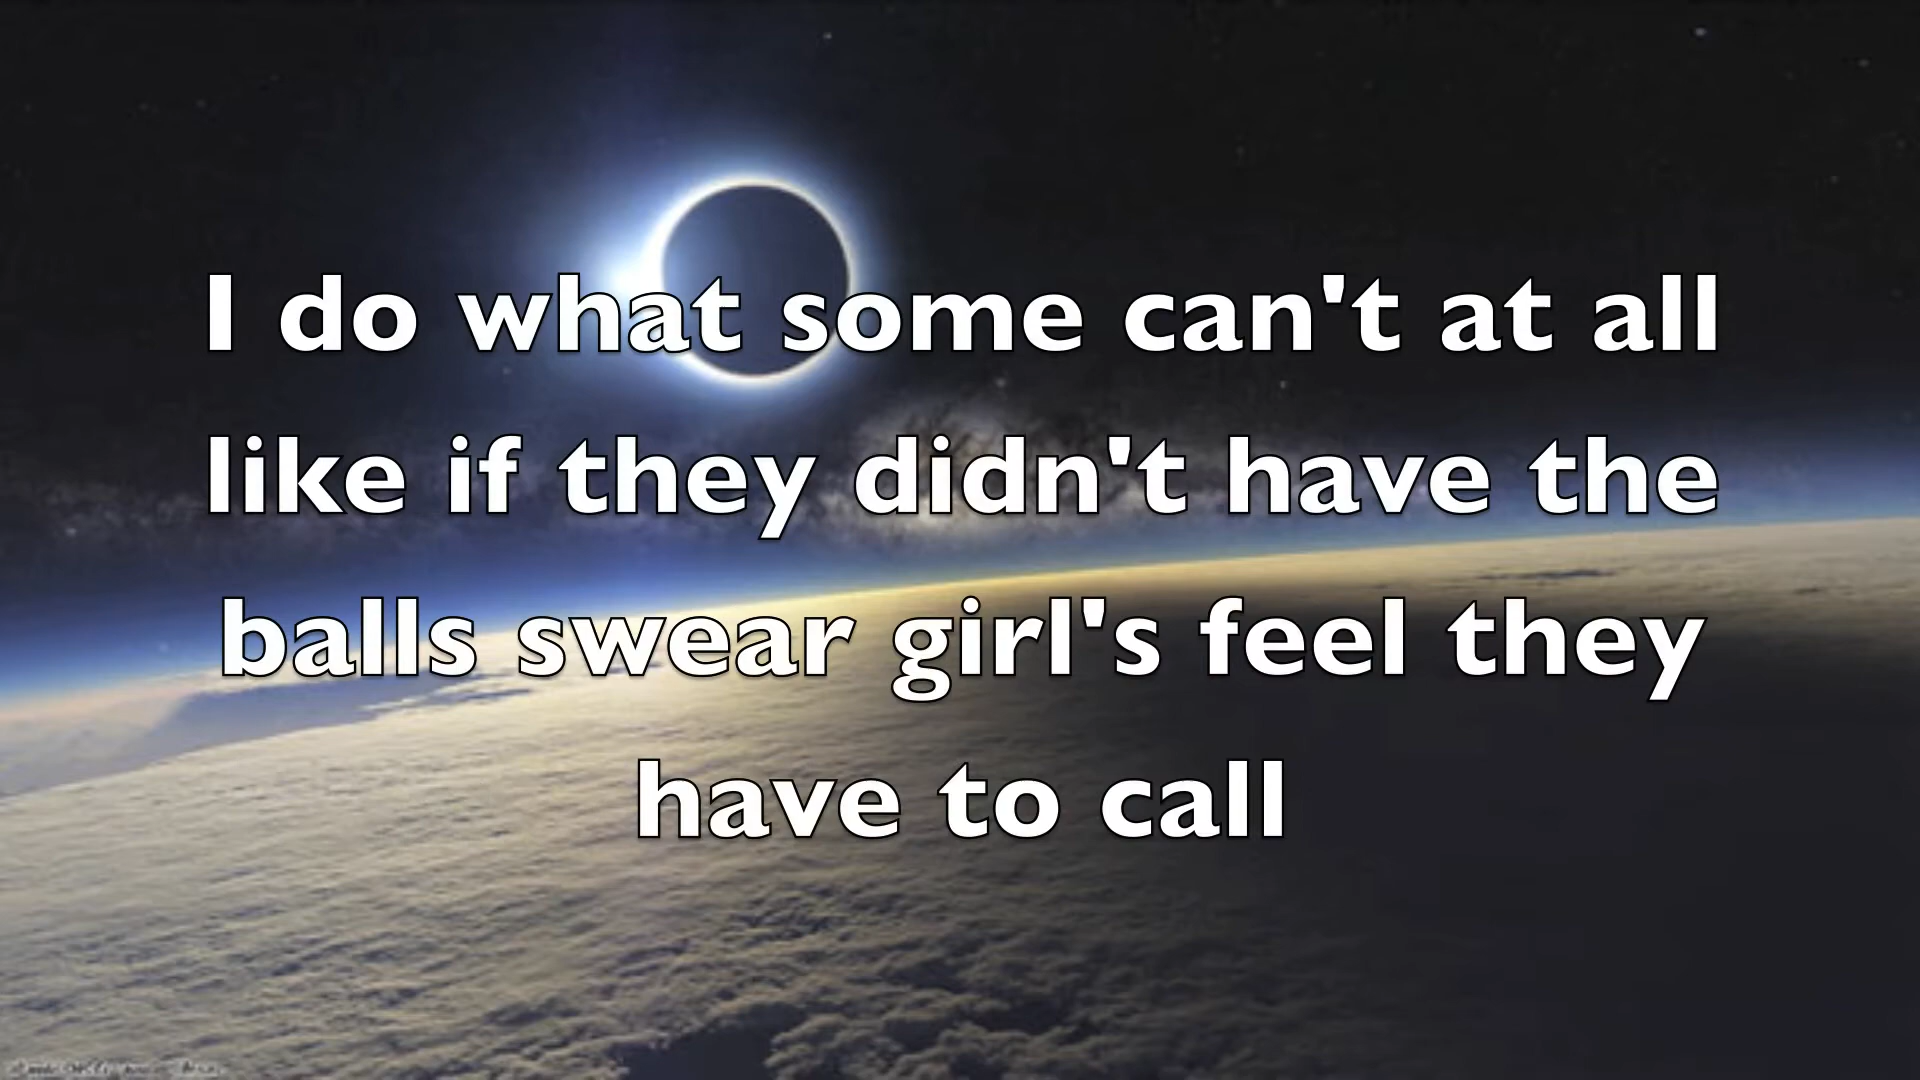 I do what some can't at all
like if they didn't have the
balls swear girl's feel they
have to call